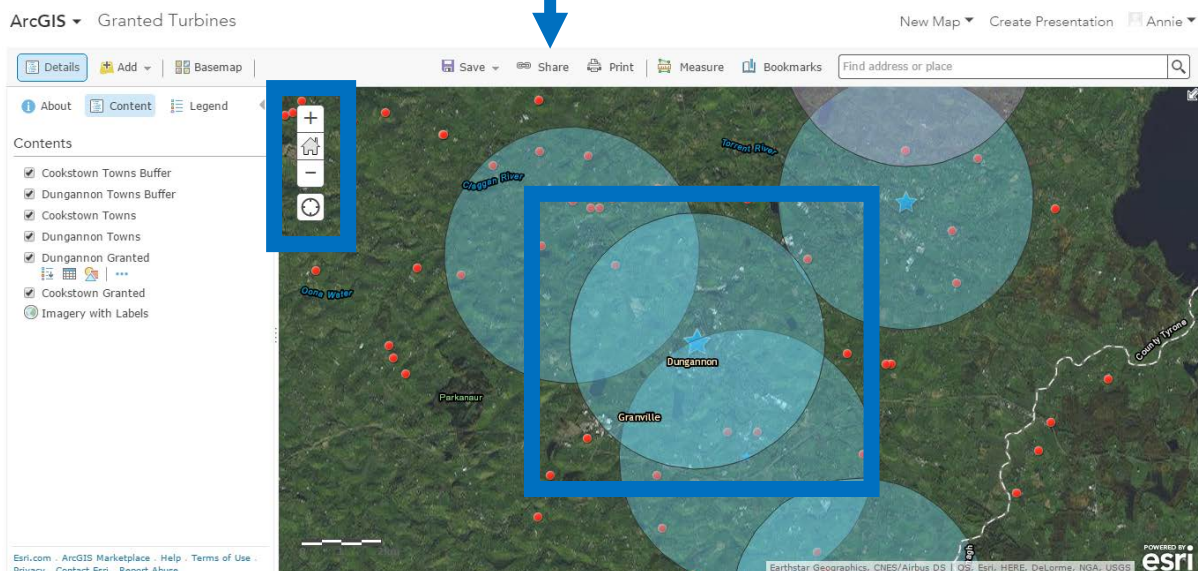 ArcGIS Granted Turbines New Map Create Presentation Annie
Details Add Basemap Save Share Print Measure Bookmarks Find address or place
About Content Legend
Contents
Cookstown Towns Buffer
Dungannon Towns Buffer
Cookstown Towns
Dungannon Towns
Dungannon Granted
Cookstown Granted
Imagery with Labels
Torrent River
Claggan River
Oona Water
Dungannon
County Tyrone
Parkanaur
Granville
Esri.com . ArcGIS Marketplace . Help . Terms of Use .
Privacy . Contact Esri . Report Abuse
Earthstar Geographics, CNES/Airbus DS | OS, Esri, HERE, DeLorme, NGA, USGS
POWERED BY
esri